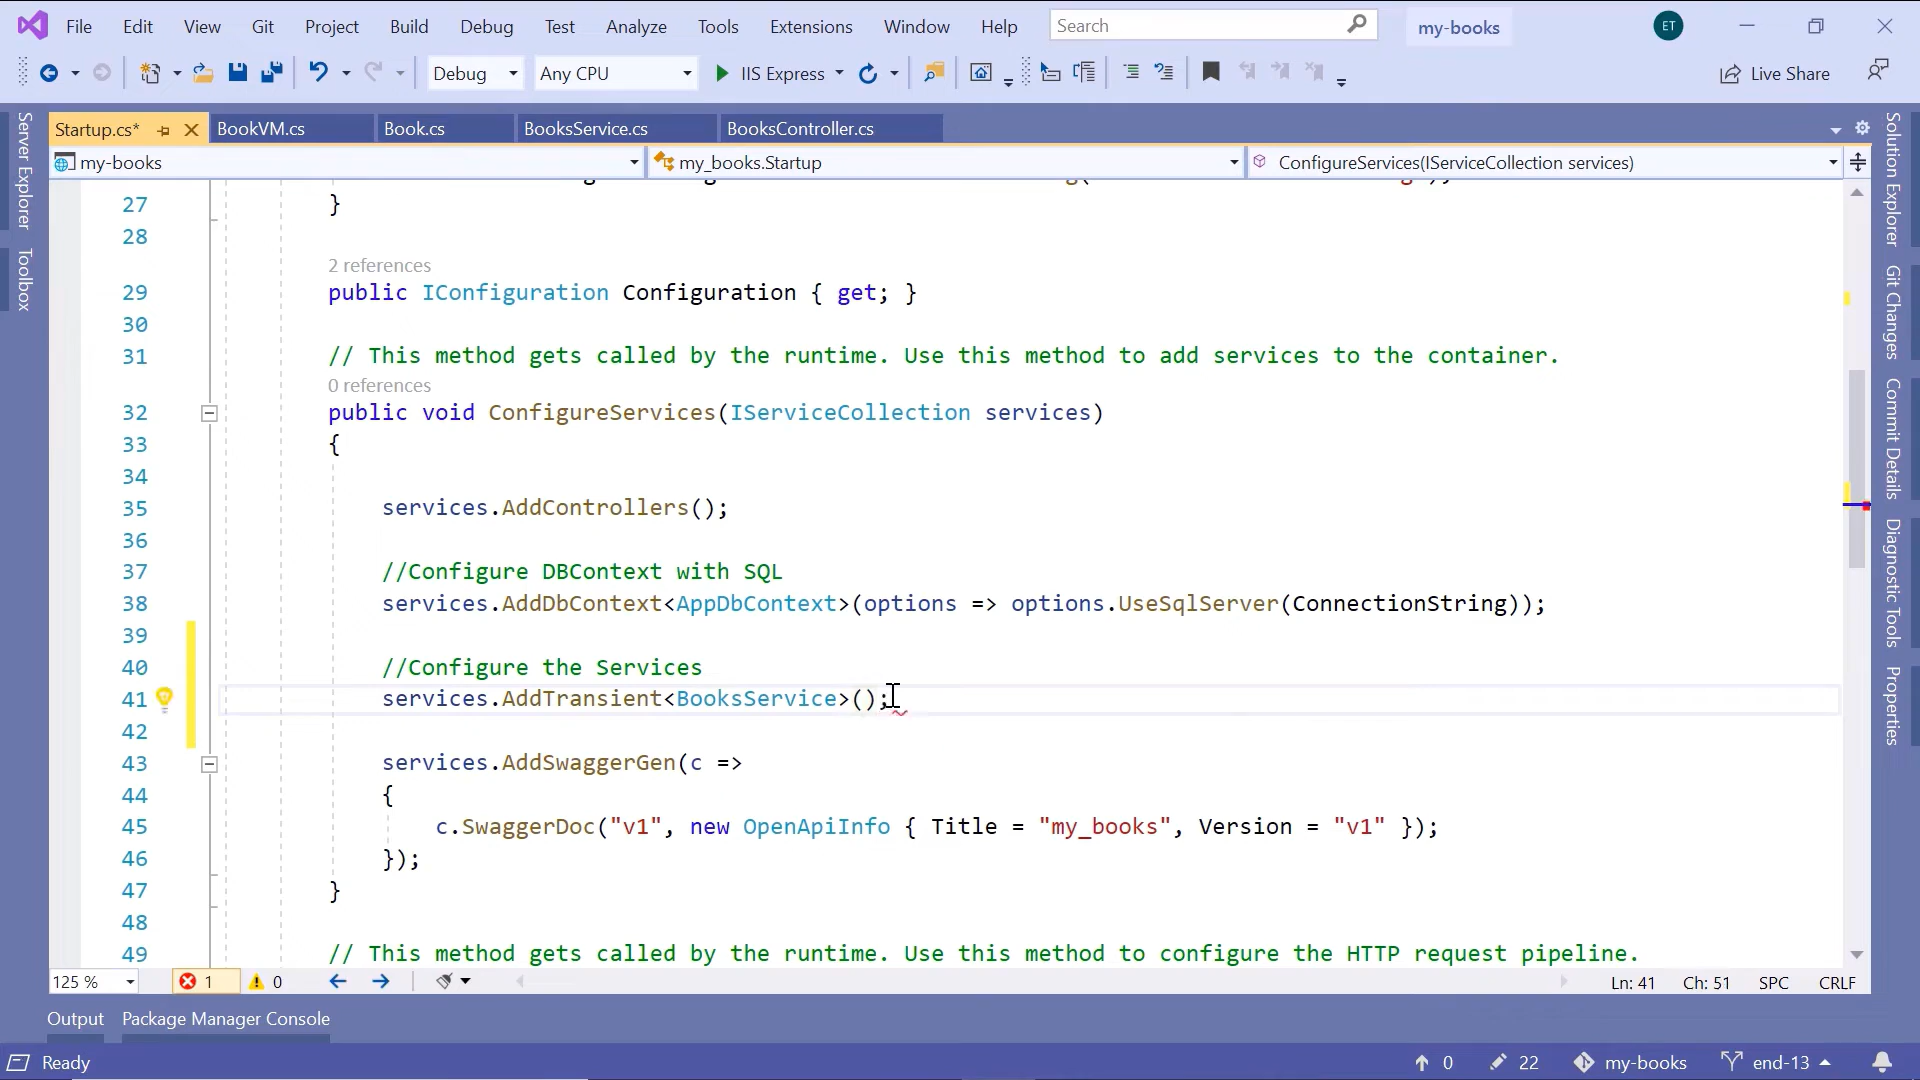 File Edit View Git Project Build Debug Test Analyze Tools Extensions Window Help Search my-books ET
Debug Any CPU IIS Express Live Share
Startup.cs* BookVM.cs Book.cs BooksService.cs BooksController.cs
my-books my_books.Startup ConfigureServices(IServiceCollection services)
Server Explorer
Toolbox
27 }
28
2 references
29 public IConfiguration Configuration { get; }
30
31 // This method gets called by the runtime. Use this method to add services to the container.
0 references
32 public void ConfigureServices(IServiceCollection services)
33 {
34
35 services.AddControllers();
36
37 //Configure DBContext with SQL
38 services.AddDbContext<AppDbContext>(options => options.UseSqlServer(ConnectionString));
39
40 //Configure the Services
41 services.AddTransient<BooksService>();
42
43 services.AddSwaggerGen(c =>
44 {
45 c.SwaggerDoc("v1", new OpenApiInfo { Title = "my_books", Version = "v1" });
46 });
47 }
48
49 // This method gets called by the runtime. Use this method to configure the HTTP request pipeline.
Solution Explorer
Git Changes
Commit Details
Diagnostic Tools
Properties
125 % 1 0 Ln: 41 Ch: 51 SPC CRLF
Output Package Manager Console
Ready 0 22 my-books end-13